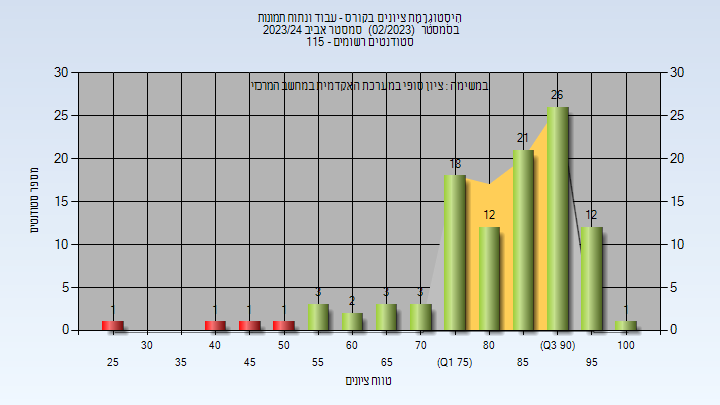 היסטוגרמת ציונים בקורס - עבוד ונתוח תמונות
בסמסטר (02/2023) סמסטר אביב 2023/24
סטודנטים רשומים - 115
במשימה : ציון סופי במערכת האקדמית במחשב המרכזי
מספר סטודנטים
30 30
25 25
20 20
15 15
10 10
5 5
0 0
1 1 1 1 3 2 3 3 18 12 21 26 12 1
30 40 50 60 70 80 (Q3 90) 100
25 35 45 55 65 (Q1 75) 85 95
טווח ציונים